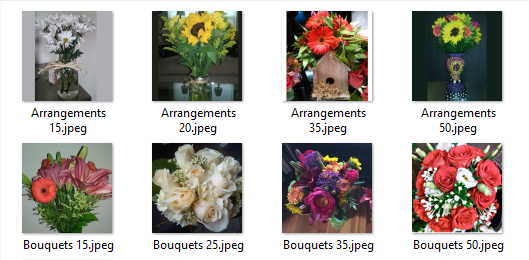 Arrangements
15.jpeg
Arrangements
20.jpeg
Arrangements
35.jpeg
Arrangements
50.jpeg
Bouquets 15.jpeg
Bouquets 25.jpeg
Bouquets 35.jpeg
Bouquets 50.jpeg